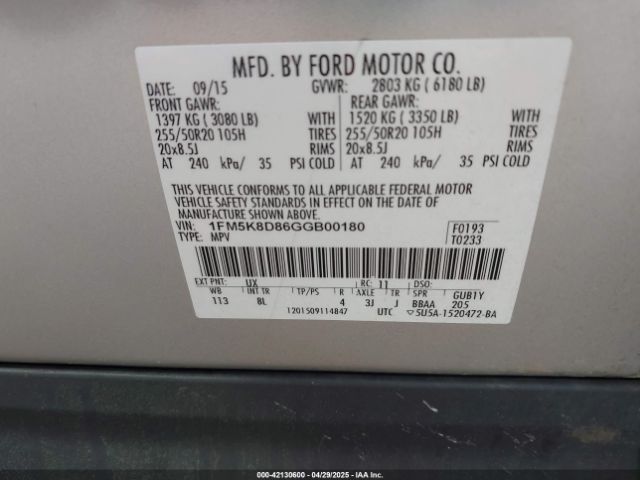 MFD. BY FORD MOTOR CO.
DATE: 09/15 GVWR: 2803 KG ( 6180 LB)
FRONT GAWR: REAR GAWR:
1397 KG ( 3080 LB) WITH 1520 KG ( 3350 LB) WITH
255/50R20 105H TIRES 255/50R20 105H TIRES
20x8.5J RIMS 20x8.5J RIMS
AT 240 kPa/ 35 PSI COLD AT 240 kPa/ 35 PSI COLD
THIS VEHICLE CONFORMS TO ALL APPLICABLE FEDERAL MOTOR
VEHICLE SAFETY STANDARDS IN EFFECT ON THE DATE OF
MANUFACTURE SHOWN ABOVE.
VIN: 1FM5K8D86GGB00180 F0193
TYPE: MPV T0233
EXT PNT: UX RC: 11 DSO:
WB INT TR TP/PS R AXLE TR SPR GUB1Y
113 8L 4 3J J BBAA 205
1201509114847 UTC ▽5U5A-1520472-BA
000-42130600 - 04/29/2025 - IAAI.COM